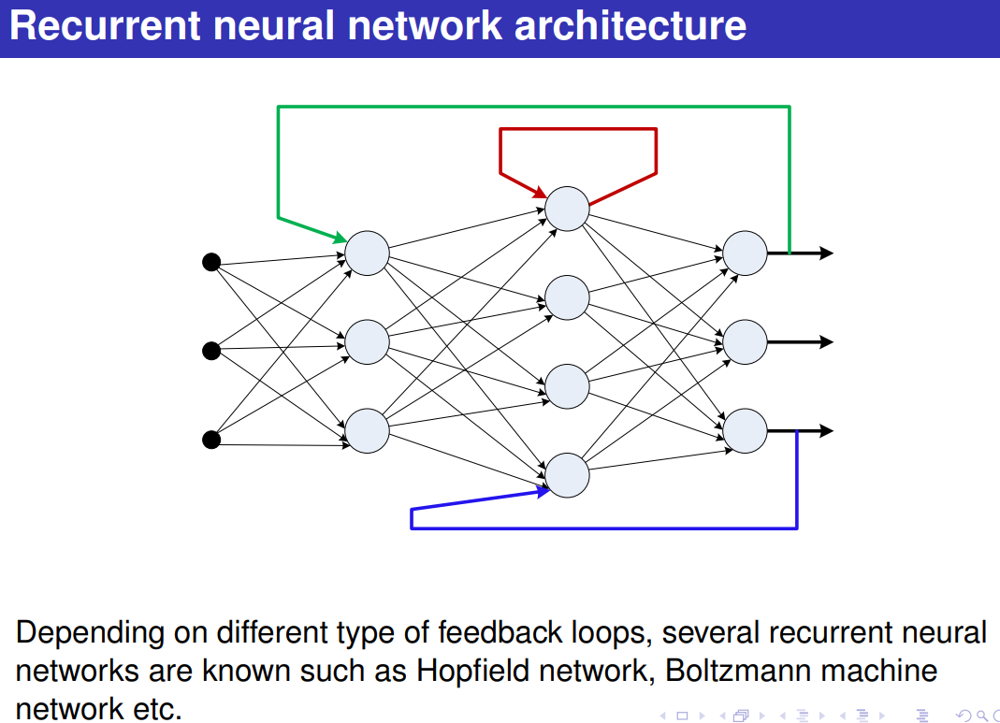 Recurrent neural network architecture
Depending on different type of feedback loops, several recurrent neural
networks are known such as Hopfield network, Boltzmann machine
network etc.